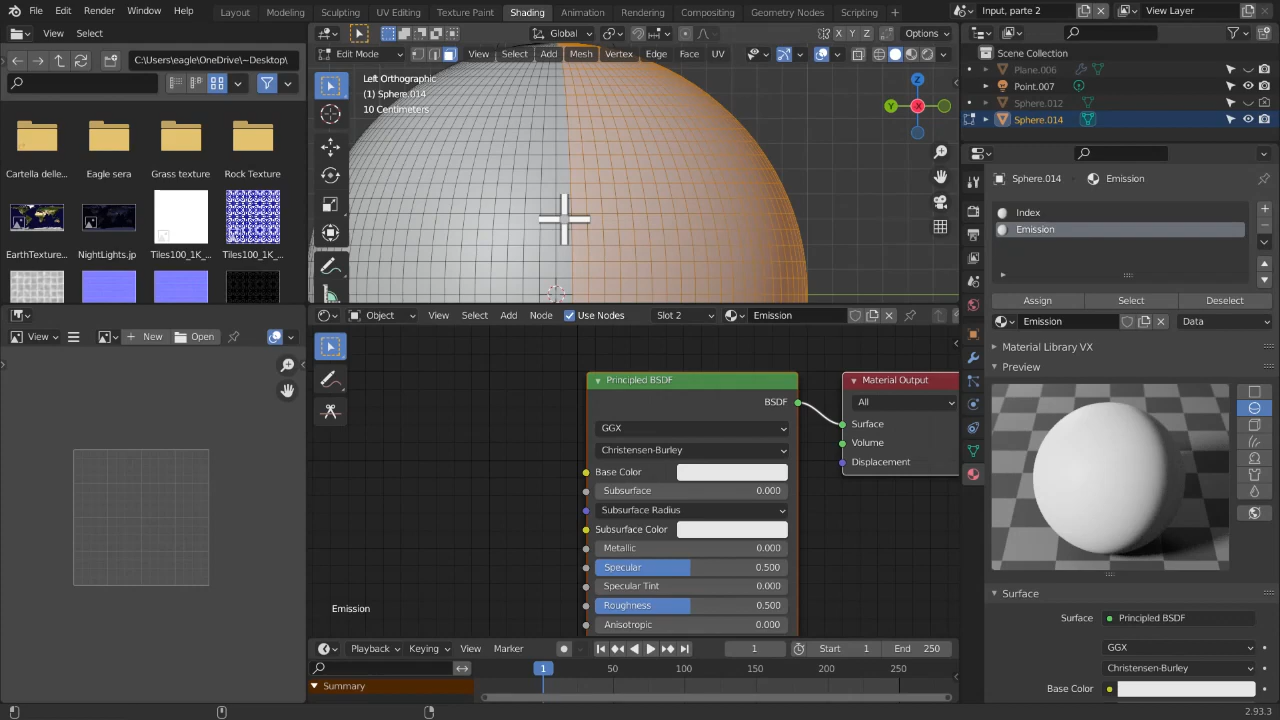 File Edit Render Window Help Layout Modeling Sculpting UV Editing Texture Paint Shading Animation Rendering Compositing Geometry Nodes Scripting + Input, parte 2 View Layer
View Select Global Options
C:\Users\eagle\OneDrive\~Desktop\
Edit Mode View Select Add Mesh Vertex Edge Face UV
Left Orthographic
(1) Sphere.014
10 Centimeters
Z
Y
X
Cartella delle... Eagle sera Grass texture Rock Texture
EarthTexture... NightLights.jp Tiles100_1K_... Tiles100_1K_...
View New Open
Object View Select Add Node Use Nodes Slot 2 Emission
Principled BSDF
BSDF
GGX
Christensen-Burley
Base Color
Subsurface 0.000
Subsurface Radius
Subsurface Color
Metallic 0.000
Specular 0.500
Specular Tint 0.000
Roughness 0.500
Anisotropic 0.000
Material Output
All
Surface
Volume
Displacement
Emission
Playback Keying View Marker 1 Start 1 End 250
1 50 100 150 200 250
Summary
Scene Collection
Plane.006
Point.007
Sphere.012
Sphere.014
Sphere.014 Emission
Index
Emission
Assign Select Deselect
Emission Data
Material Library VX
Preview
Surface
Surface Principled BSDF
GGX
Christensen-Burley
Base Color
2.93.3